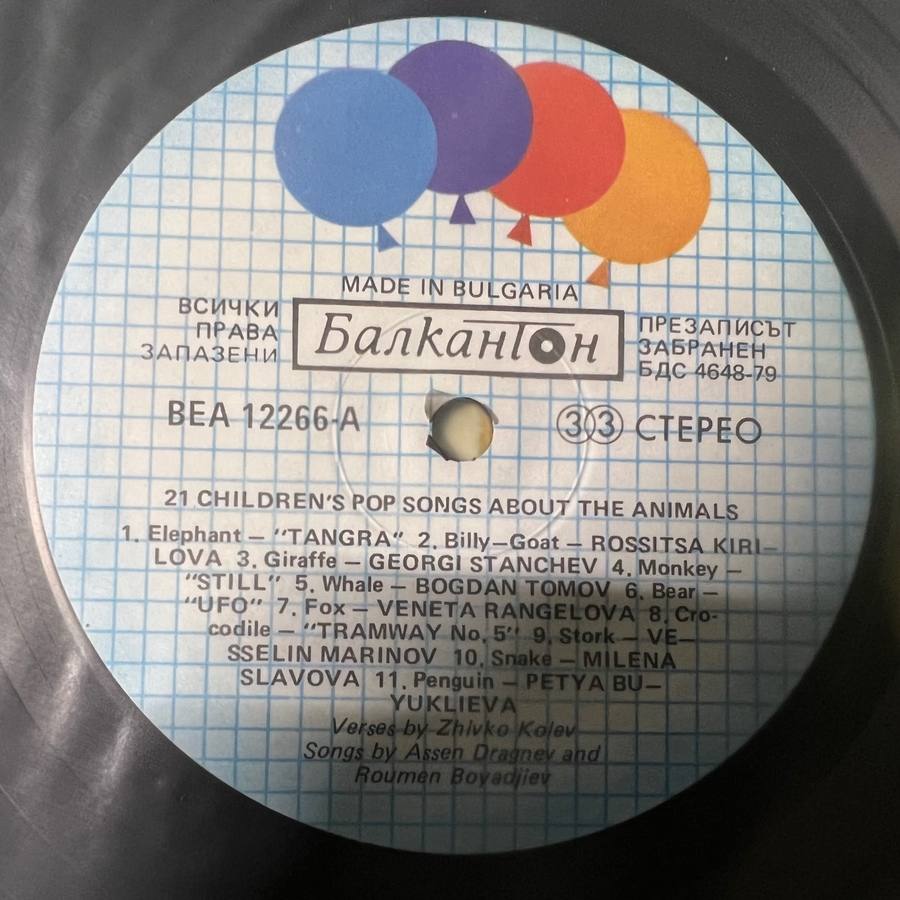 MADE IN BULGARIA
ВСИЧКИ
ПРАВА
ЗАПАЗЕНИ
Балкантон
ПРЕЗАПИСЪТ
ЗАБРАНЕН
БДС 4648-79
ВЕА 12266-А
33 СТЕРЕО
21 CHILDREN'S POP SONGS ABOUT THE ANIMALS
1. Elephant — "TANGRA" 2. Billy—Goat — ROSSITSA KIRI—
LOVA 3. Giraffe — GEORGI STANCHEV 4. Monkey —
"STILL" 5. Whale — BOGDAN TOMOV 6. Bear —
"UFO" 7. Fox — VENETA RANGELOVA 8. Cro-
codile — "TRAMWAY No. 5" 9. Stork — VE—
SSELIN MARINOV 10. Snake — MILENA
SLAVOVA 11. Penguin — PETYA BU—
YUKLIEVA
Verses by Zhivko Kolev
Songs by Assen Dragnev and
Roumen Boyadjiev